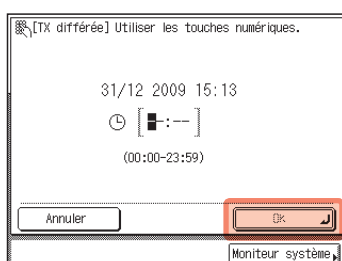 [TX différée] Utiliser les touches numériques.
31/12 2009 15:13
[ -:-- ]
(00:00-23:59)
Annuler
OK
Moniteur système